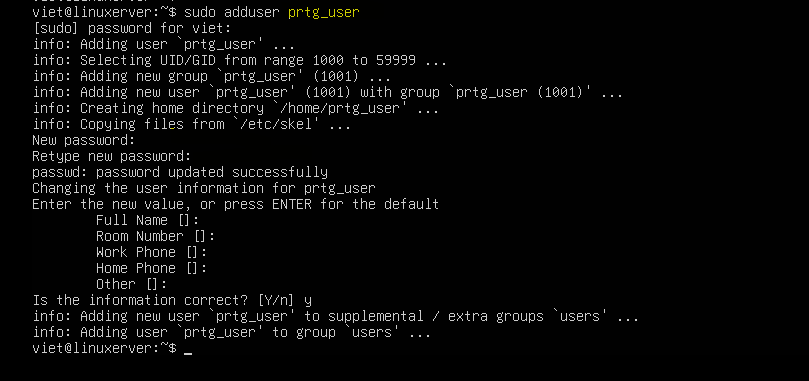 viet@linuxerver:~$ sudo adduser prtg_user
[sudo] password for viet:
info: Adding user `prtg_user' ...
info: Selecting UID/GID from range 1000 to 59999 ...
info: Adding new group `prtg_user' (1001) ...
info: Adding new user `prtg_user' (1001) with group `prtg_user (1001)' ...
info: Creating home directory `/home/prtg_user' ...
info: Copying files from `/etc/skel' ...
New password:
Retype new password:
passwd: password updated successfully
Changing the user information for prtg_user
Enter the new value, or press ENTER for the default
Full Name []:
Room Number []:
Work Phone []:
Home Phone []:
Other []:
Is the information correct? [Y/n] y
info: Adding new user `prtg_user' to supplemental / extra groups `users' ...
info: Adding user `prtg_user' to group `users' ...
viet@linuxerver:~$ _